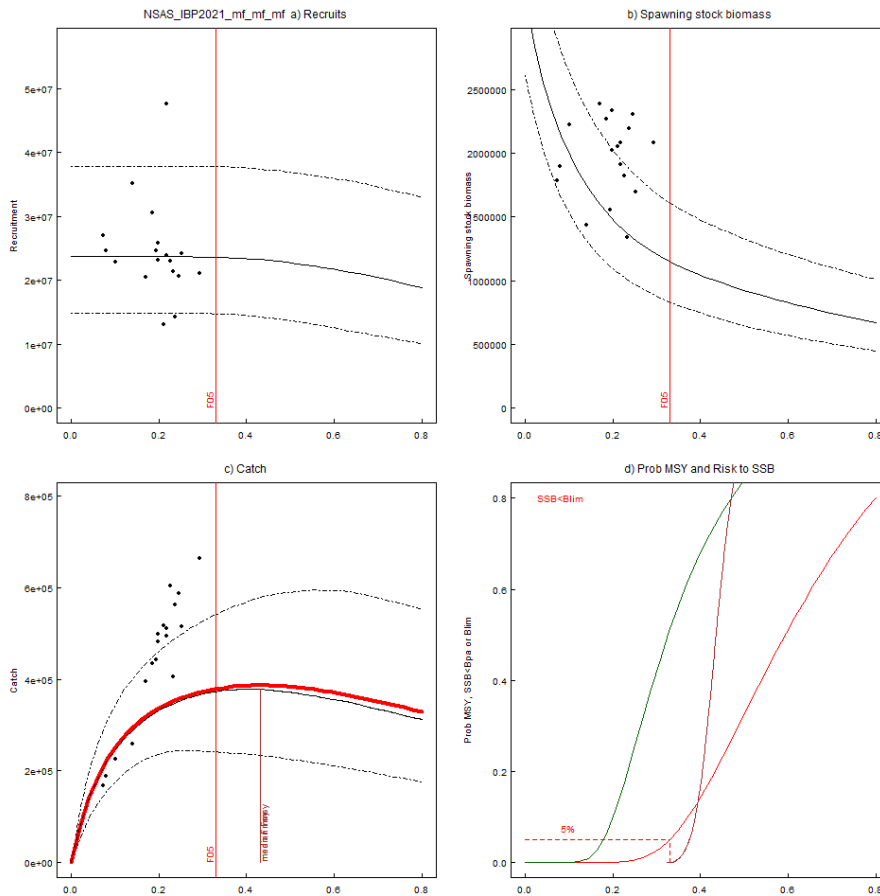 NSAS_IBP2021_mf_mf_mf a) Recruits
5e+07
4e+07
3e+07
2e+07
1e+07
0e+00
Recruitment
F05
0.0 0.2 0.4 0.6 0.8
b) Spawning stock biomass
2500000
2000000
1500000
1000000
500000
0
Spawning stock biomass
F05
0.0 0.2 0.4 0.6 0.8
c) Catch
8e+05
6e+05
4e+05
2e+05
0e+00
Catch
F05
0.0 0.2 0.4 0.6 0.8
d) Prob MSY and Risk to SSB
SSB<Blim
0.8
0.6
0.4
0.2
0.0
Prob MSY, SSB<Bpa or Blim
5%
0.0 0.2 0.4 0.6 0.8